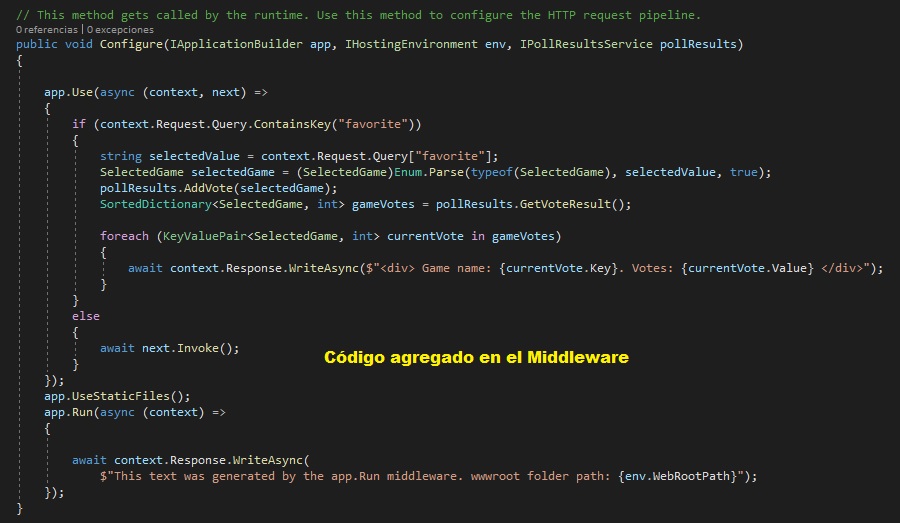 // This method gets called by the runtime. Use this method to configure the HTTP request pipeline.
0 referencias | 0 excepciones
public void Configure(IApplicationBuilder app, IHostingEnvironment env, IPollResultsService pollResults)
{
app.Use(async (context, next) =>
{
if (context.Request.Query.ContainsKey("favorite"))
{
string selectedValue = context.Request.Query["favorite"];
SelectedGame selectedGame = (SelectedGame)Enum.Parse(typeof(SelectedGame), selectedValue, true);
pollResults.AddVote(selectedGame);
SortedDictionary<SelectedGame, int> gameVotes = pollResults.GetVoteResult();
foreach (KeyValuePair<SelectedGame, int> currentVote in gameVotes)
{
await context.Response.WriteAsync($"<div> Game name: {currentVote.Key}. Votes: {currentVote.Value} </div>");
}
}
else
{
await next.Invoke();
Código agregado en el Middleware
}
});
app.UseStaticFiles();
app.Run(async (context) =>
{
await context.Response.WriteAsync(
$"This text was generated by the app.Run middleware. wwwroot folder path: {env.WebRootPath}");
});
}